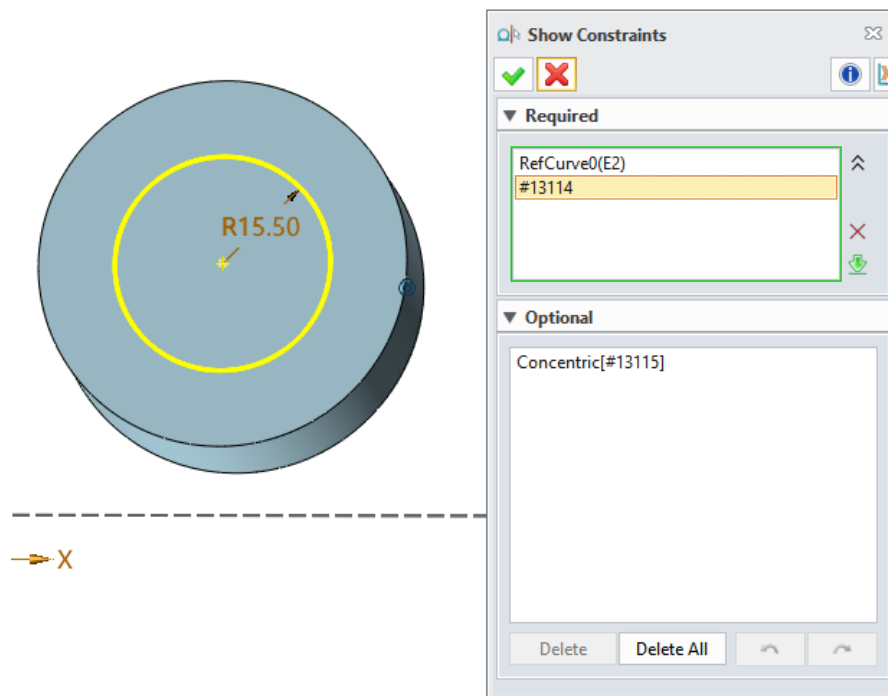 Show Constraints
Required
RefCurve0(E2)
#13114
R15.50
Optional
Concentric[#13115]
X
Delete
Delete All